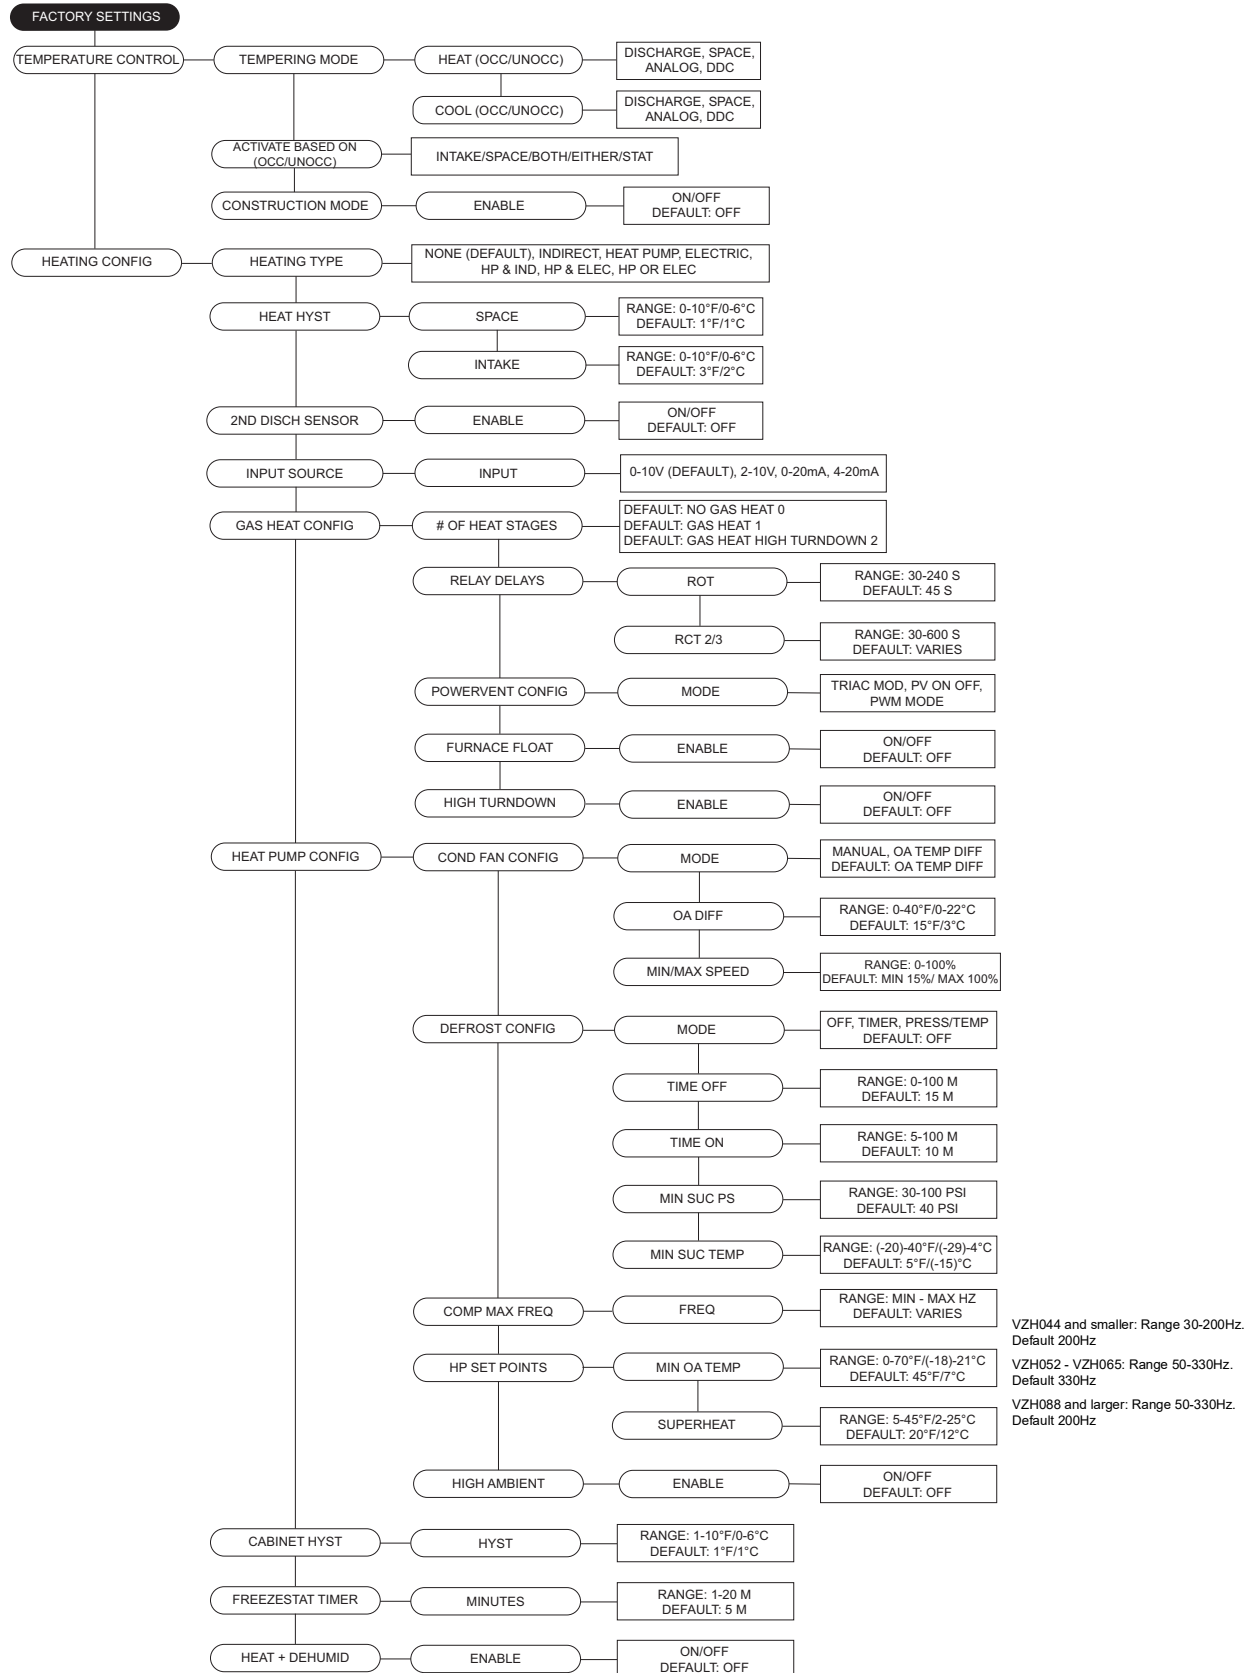 FACTORY SETTINGS
TEMPERATURE CONTROL
TEMPERING MODE
HEAT (OCC/UNOCC)
DISCHARGE, SPACE,
ANALOG, DDC
COOL (OCC/UNOCC)
DISCHARGE, SPACE,
ANALOG, DDC
ACTIVATE BASED ON
(OCC/UNOCC)
INTAKE/SPACE/BOTH/EITHER/STAT
CONSTRUCTION MODE
ENABLE
ON/OFF
DEFAULT: OFF
HEATING CONFIG
HEATING TYPE
NONE (DEFAULT), INDIRECT, HEAT PUMP, ELECTRIC,
HP & IND, HP & ELEC, HP OR ELEC
HEAT HYST
SPACE
RANGE: 0-10°F/0-6°C
DEFAULT: 1°F/1°C
INTAKE
RANGE: 0-10°F/0-6°C
DEFAULT: 3°F/2°C
2ND DISCH SENSOR
ENABLE
ON/OFF
DEFAULT: OFF
INPUT SOURCE
INPUT
0-10V (DEFAULT), 2-10V, 0-20mA, 4-20mA
GAS HEAT CONFIG
# OF HEAT STAGES
DEFAULT: NO GAS HEAT 0
DEFAULT: GAS HEAT 1
DEFAULT: GAS HEAT HIGH TURNDOWN 2
RELAY DELAYS
ROT
RANGE: 30-240 S
DEFAULT: 45 S
RCT 2/3
RANGE: 30-600 S
DEFAULT: VARIES
POWERVENT CONFIG
MODE
TRIAC MOD, PV ON OFF,
PWM MODE
FURNACE FLOAT
ENABLE
ON/OFF
DEFAULT: OFF
HIGH TURNDOWN
ENABLE
ON/OFF
DEFAULT: OFF
HEAT PUMP CONFIG
COND FAN CONFIG
MODE
MANUAL, OA TEMP DIFF
DEFAULT: OA TEMP DIFF
OA DIFF
RANGE: 0-40°F/0-22°C
DEFAULT: 15°F/3°C
MIN/MAX SPEED
RANGE: 0-100%
DEFAULT: MIN 15%/ MAX 100%
DEFROST CONFIG
MODE
OFF, TIMER, PRESS/TEMP
DEFAULT: OFF
TIME OFF
RANGE: 0-100 M
DEFAULT: 15 M
TIME ON
RANGE: 5-100 M
DEFAULT: 10 M
MIN SUC PS
RANGE: 30-100 PSI
DEFAULT: 40 PSI
MIN SUC TEMP
RANGE: (-20)-40°F/(-29)-4°C
DEFAULT: 5°F/(-15)°C
COMP MAX FREQ
FREQ
RANGE: MIN - MAX HZ
DEFAULT: VARIES
VZH044 and smaller: Range 30-200Hz.
Default 200Hz
VZH052 - VZH065: Range 50-330Hz.
Default 330Hz
VZH088 and larger: Range 50-330Hz.
Default 200Hz
HP SET POINTS
MIN OA TEMP
RANGE: 0-70°F/(-18)-21°C
DEFAULT: 45°F/7°C
SUPERHEAT
RANGE: 5-45°F/2-25°C
DEFAULT: 20°F/12°C
HIGH AMBIENT
ENABLE
ON/OFF
DEFAULT: OFF
CABINET HYST
HYST
RANGE: 1-10°F/0-6°C
DEFAULT: 1°F/1°C
FREEZESTAT TIMER
MINUTES
RANGE: 1-20 M
DEFAULT: 5 M
HEAT + DEHUMID
ENABLE
ON/OFF
DEFAULT: OFF